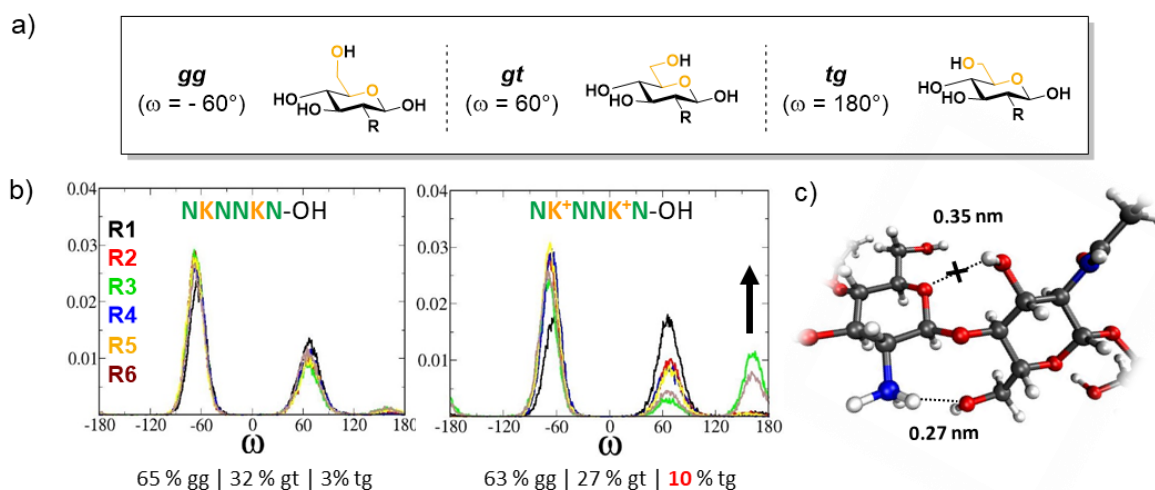 a)
gg
(ω = - 60°)
OH
O
HO
HO
OH
R
gt
(ω = 60°)
OH
O
HO
HO
OH
R
tg
(ω = 180°)
HO
O
HO
HO
OH
R
b)
0.04
0.03
0.02
0.01
NKNNKN-OH
R1
R2
R3
R4
R5
R6
-180 -120 -60 0 60 120 180
ω
65 % gg | 32 % gt | 3% tg
0.04
0.03
0.02
0.01
NK⁺NNK⁺N-OH
-180 -120 -60 0 60 120 180
ω
63 % gg | 27 % gt | 10 % tg
c)
0.35 nm
0.27 nm